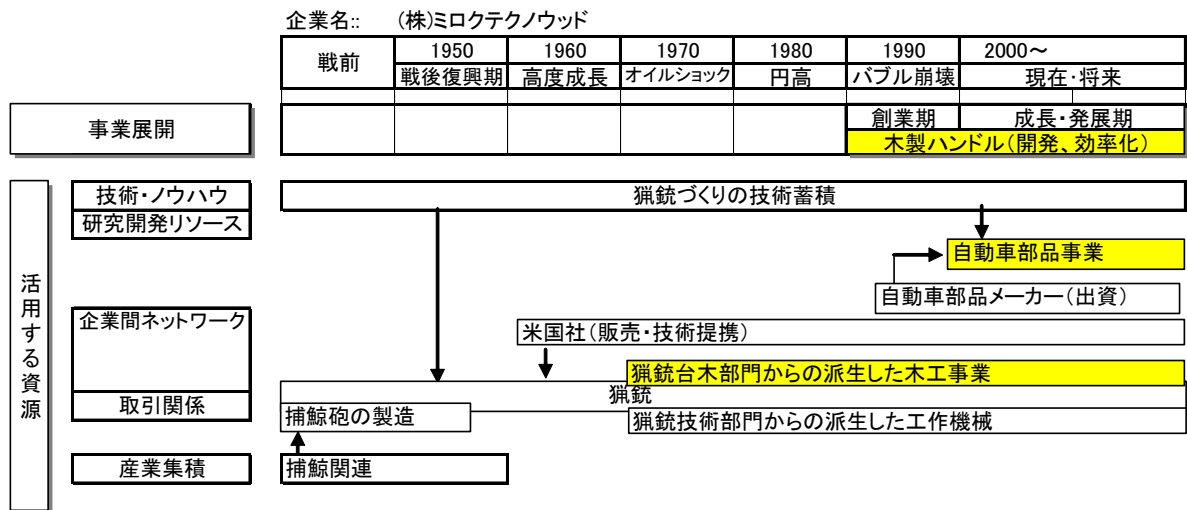 企業名:: (株)ミロクテクノウッド
戦前 1950 1960 1970 1980 1990 2000～
戦後復興期 高度成長 オイルショック 円高 バブル崩壊 現在・将来
事業展開 創業期 成長・発展期
木製ハンドル(開発、効率化)
技術・ノウハウ 猟銃づくりの技術蓄積
研究開発リソース
自動車部品事業
活用する資源
自動車部品メーカー(出資)
企業間ネットワーク
米国社(販売・技術提携)
猟銃台木部門からの派生した木工事業
猟銃
取引関係
捕鯨砲の製造 猟銃技術部門からの派生した工作機械
産業集積 捕鯨関連